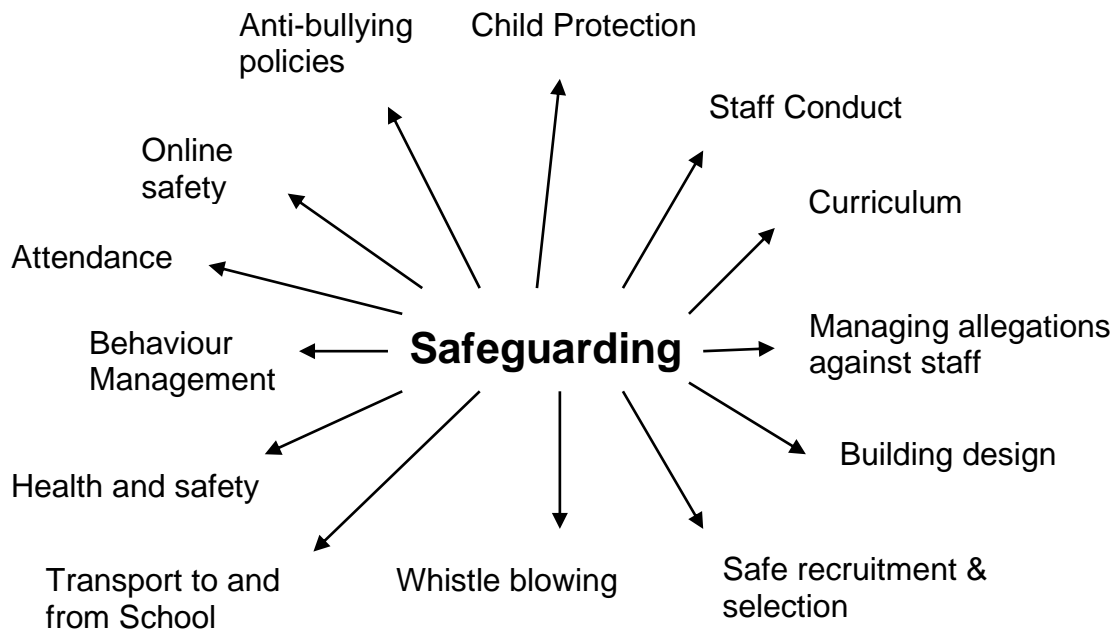 Anti-bullying
policies
Child Protection
Staff Conduct
Online
safety
Curriculum
Attendance
Behaviour
Management
Safeguarding
Managing allegations
against staff
Building design
Health and safety
Transport to and
from School
Whistle blowing
Safe recruitment &
selection